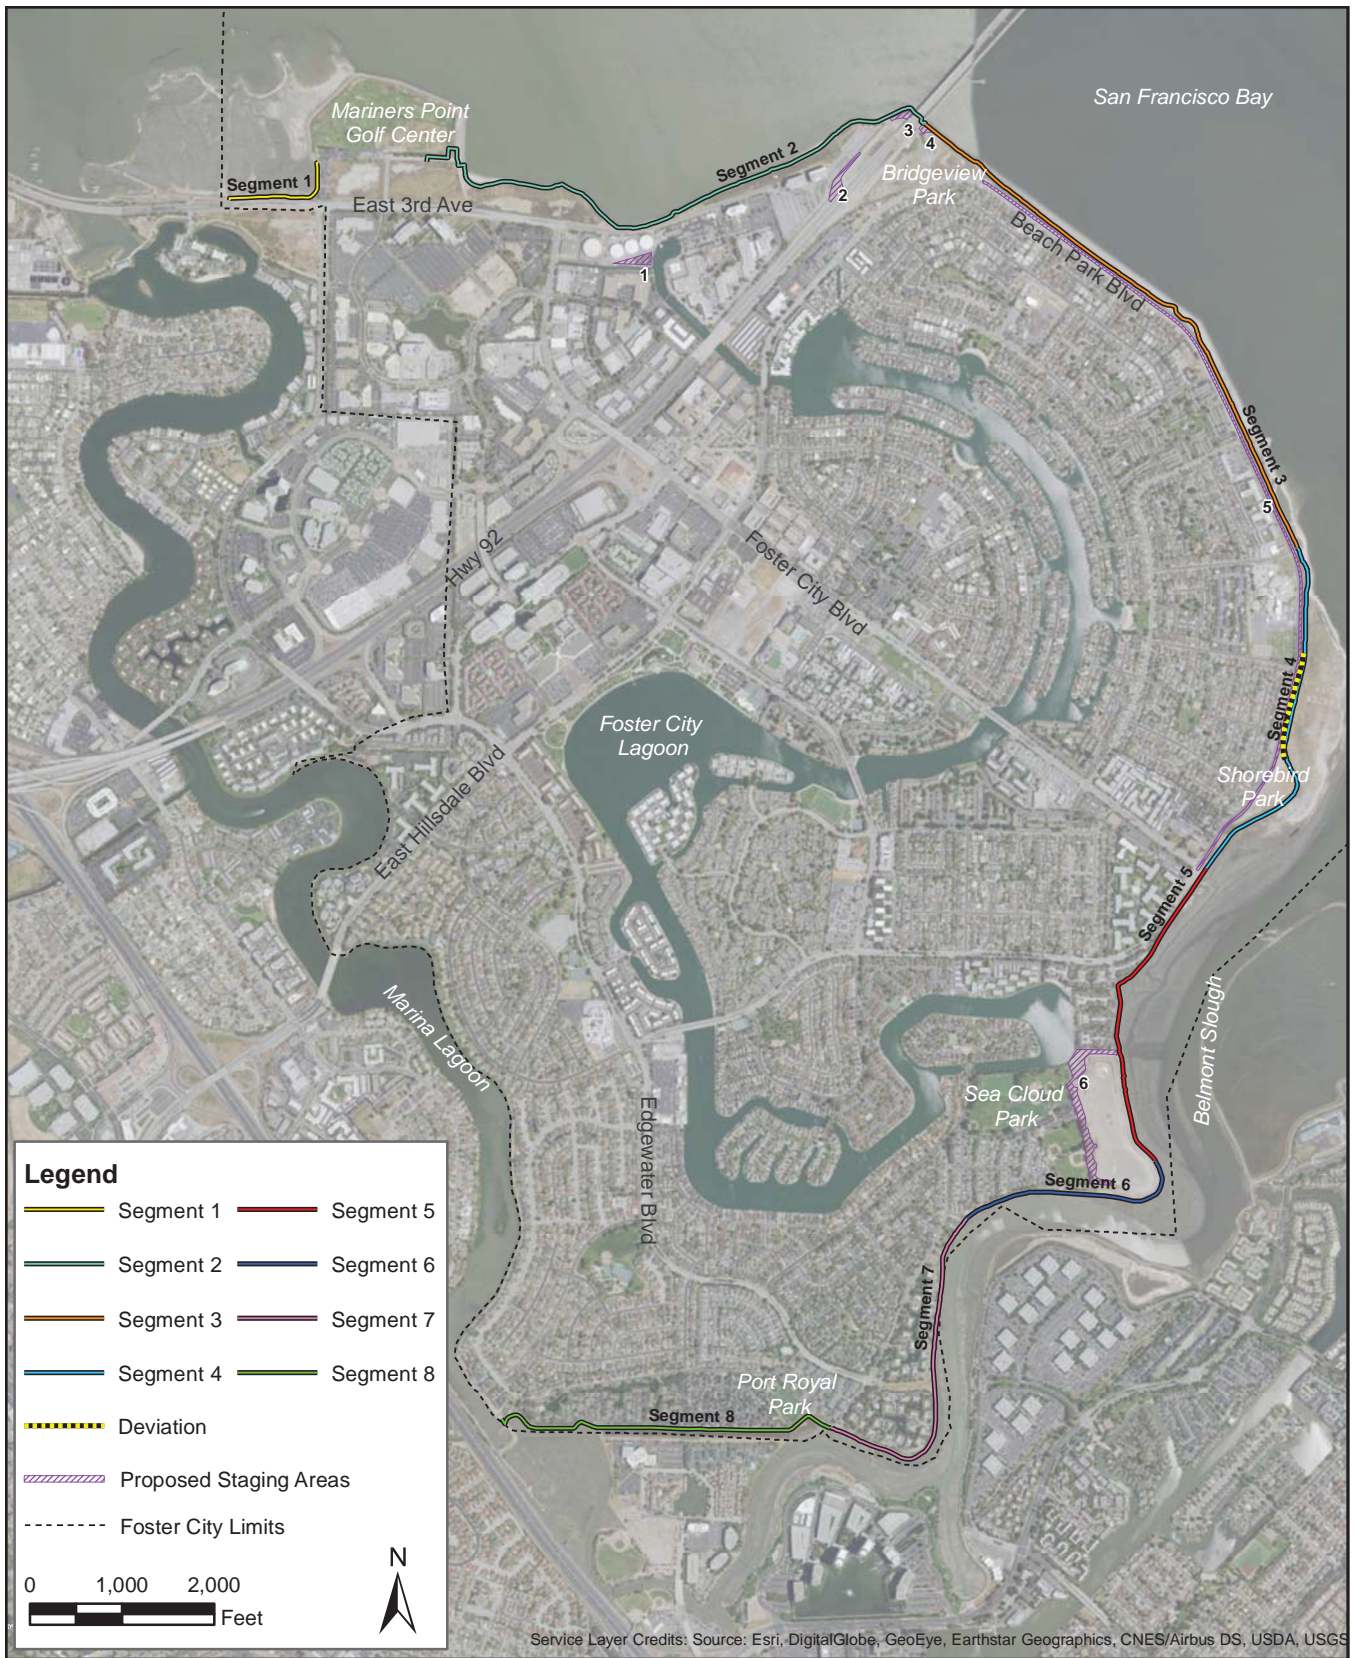 San Francisco Bay
Mariners Point
Golf Center
3
4
Segment 2
Segment 1
Bridgeview
Park
2
East 3rd Ave
Beach Park Blvd
1
Segment 3
5
Hwy 92
Foster City Blvd
Segment 4
Foster City
Lagoon
East Hillsdale Blvd
Shorebird
Park
Segment 5
Marina Lagoon
Belmont Slough
6
Sea Cloud
Park
Edgewater Blvd
Segment 6
Segment 7
Port Royal
Park
Segment 8
Legend
Segment 1
Segment 5
Segment 2
Segment 6
Segment 3
Segment 7
Segment 4
Segment 8
Deviation
Proposed Staging Areas
Foster City Limits
N
0 1,000 2,000
Feet
Service Layer Credits: Source: Esri, DigitalGlobe, GeoEye, Earthstar Geographics, CNES/Airbus DS, USDA, USGS